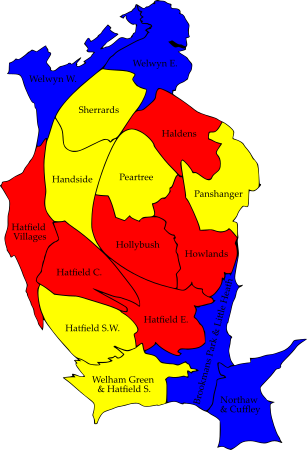 Welwyn W.
Welwyn E.
Sherrards
Haldens
Handside
Peartree
Panshanger
Hatfield
Villages
Hollybush
Howlands
Hatfield C.
Brookmans Park & Little Heath
Hatfield S.W.
Hatfield E.
Welham Green
& Hatfield S.
Northaw
& Cuffley